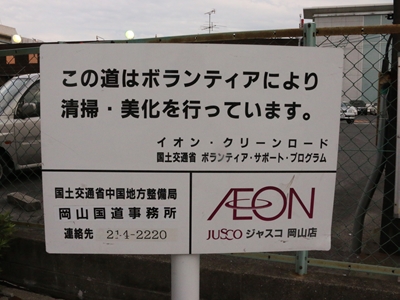 この道はボランティアにより
清掃・美化を行っています。
イオン・クリーンロード
国土交通省 ボランティア・サポート・プログラム
国土交通省中国地方整備局
岡山国道事務所
連絡先 214-2220
ÆON
JUSCO ジャスコ 岡山店